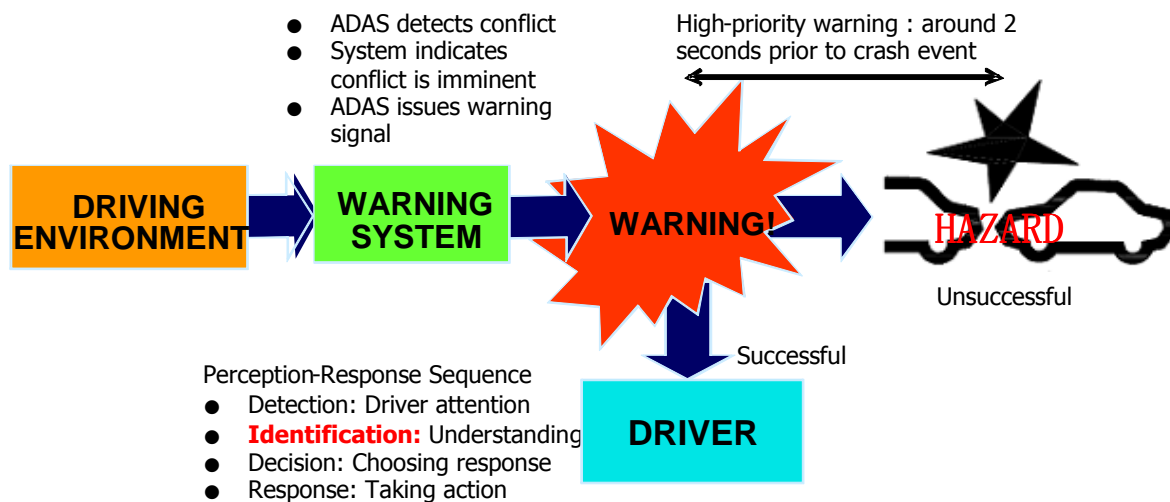 ● ADAS detects conflict
● System indicates
conflict is imminent
● ADAS issues warning
signal
High-priority warning : around 2
seconds prior to crash event
DRIVING
ENVIRONMENT
WARNING
SYSTEM
WARNING!
HAZARD
Unsuccessful
Successful
Perception-Response Sequence
● Detection: Driver attention
● Identification: Understanding
● Decision: Choosing response
● Response: Taking action
DRIVER